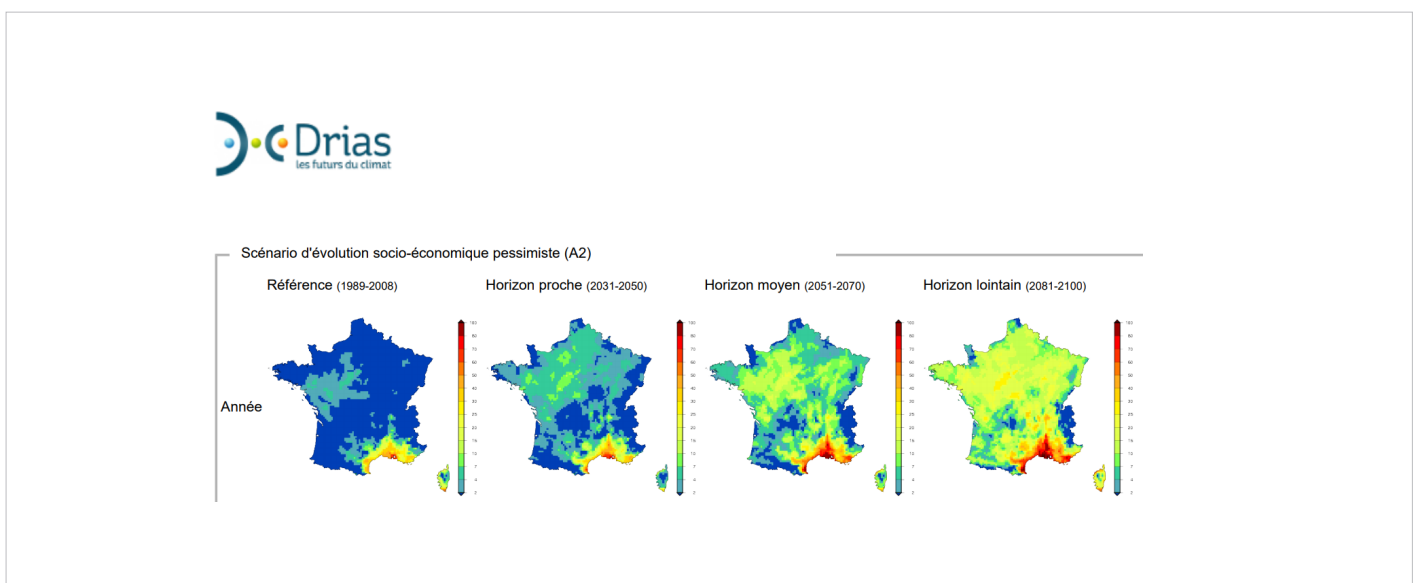 Drias
les futurs du climat
Scénario d'évolution socio-économique pessimiste (A2)
Référence (1989-2008)
Horizon proche (2031-2050)
Horizon moyen (2051-2070)
Horizon lointain (2081-2100)
Année